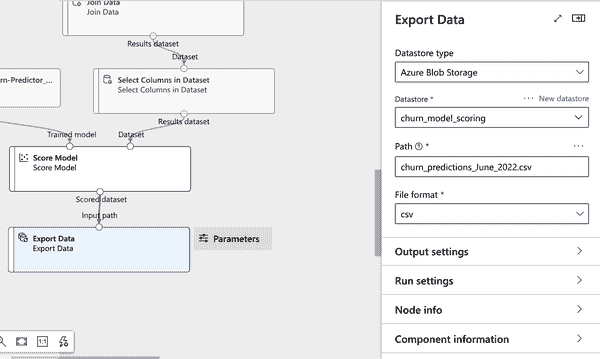 Join Data
Join Data
Results dataset
Dataset
rn-Predictor_...
Select Columns in Dataset
Select Columns in Dataset
Results dataset
Trained model
Dataset
Score Model
Score Model
Scored dataset
Input path
Export Data
Export Data
Parameters
1:1
Export Data
Datastore type
Azure Blob Storage
Datastore *
··· New datastore
churn_model_scoring
Path ? *
···
churn_predictions_June_2022.csv
File format *
csv
Output settings
Run settings
Node info
Component information